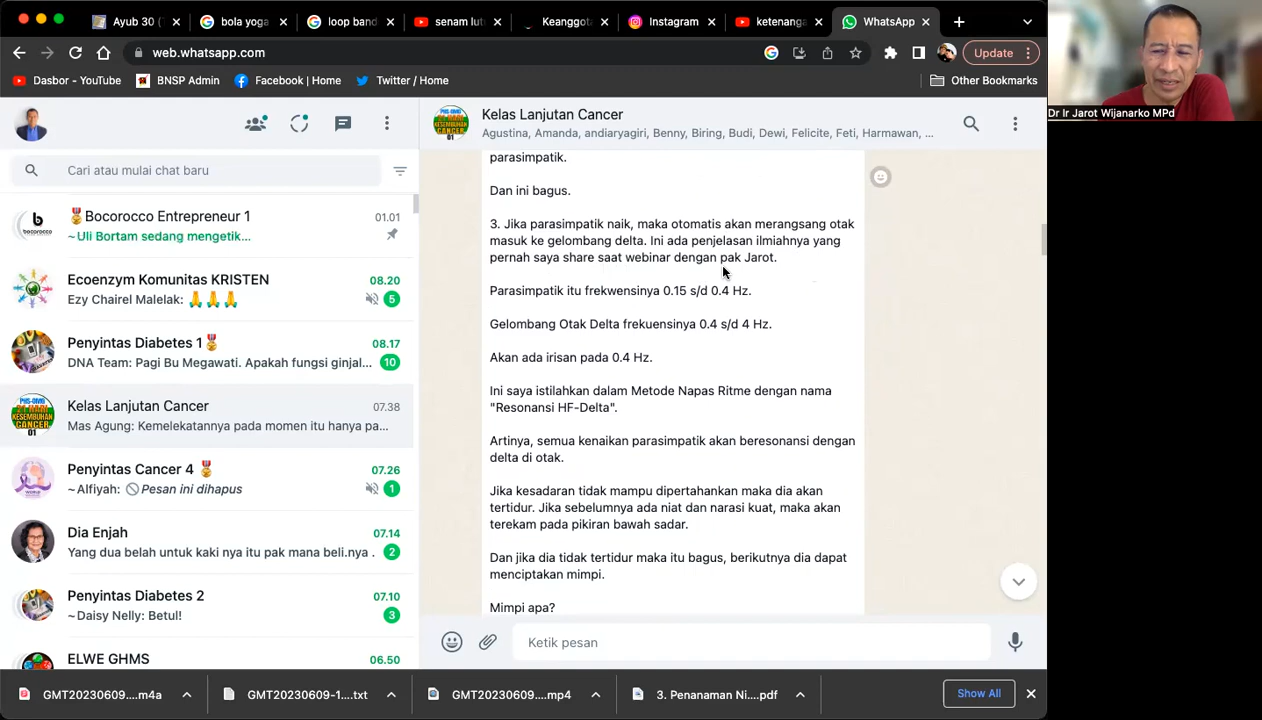 Ayub 30 (
bola yoga
loop band
senam lut
Keanggota
Instagram
ketenang
WhatsApp
web.whatsapp.com
Update
Dasbor - YouTube
BNSP Admin
Facebook | Home
Twitter / Home
Other Bookmarks
Dr Ir Jarot Wijanarko MPd
Cari atau mulai chat baru
Bocorocco Entrepreneur 1
01.01
~Uli Bortam sedang mengetik...
Ecoenzym Komunitas KRISTEN
08.20
Ezy Chairel Malelak:
5
Penyintas Diabetes 1
08.17
DNA Team: Pagi Bu Megawati. Apakah fungsi ginjal...
10
Kelas Lanjutan Cancer
07.38
Mas Agung: Kemelekatannya pada momen itu hanya pa...
Penyintas Cancer 4
07.26
~Alfiyah: Pesan ini dihapus
1
Dia Enjah
07.14
Yang dua belah untuk kaki nya itu pak mana beli.nya .
2
Penyintas Diabetes 2
07.10
~Daisy Nelly: Betul!
3
ELWE GHMS
06.50
Kelas Lanjutan Cancer
Agustina, Amanda, andiaryagiri, Benny, Biring, Budi, Dewi, Felicite, Feti, Harmawan, ...
parasimpatik.
Dan ini bagus.
3. Jika parasimpatik naik, maka otomatis akan merangsang otak
masuk ke gelombang delta. Ini ada penjelasan ilmiahnya yang
pernah saya share saat webinar dengan pak Jarot.
Parasimpatik itu frekwensinya 0.15 s/d 0.4 Hz.
Gelombang Otak Delta frekuensinya 0.4 s/d 4 Hz.
Akan ada irisan pada 0.4 Hz.
Ini saya istilahkan dalam Metode Napas Ritme dengan nama
"Resonansi HF-Delta".
Artinya, semua kenaikan parasimpatik akan beresonansi dengan
delta di otak.
Jika kesadaran tidak mampu dipertahankan maka dia akan
tertidur. Jika sebelumnya ada niat dan narasi kuat, maka akan
terekam pada pikiran bawah sadar.
Dan jika dia tidak tertidur maka itu bagus, berikutnya dia dapat
menciptakan mimpi.
Mimpi apa?
Ketik pesan
GMT20230609....m4a
GMT20230609-1....txt
GMT20230609....mp4
3. Penanaman Ni....pdf
Show All